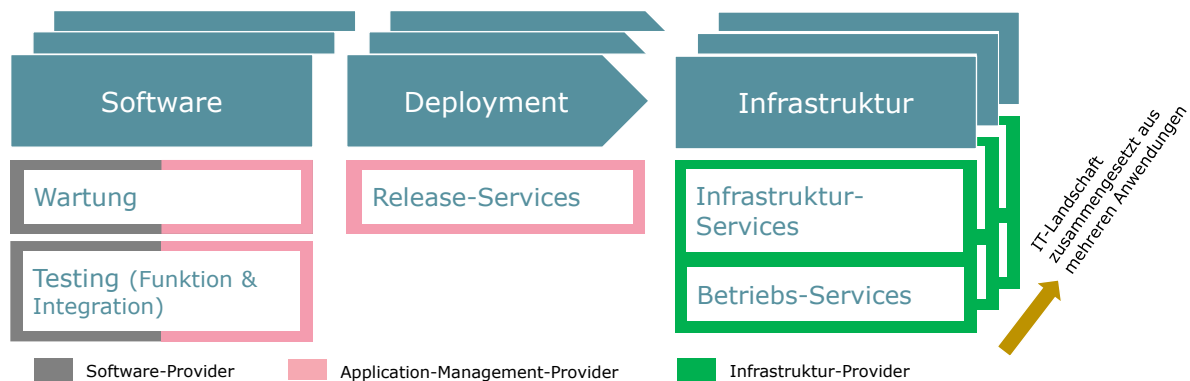 Software
Deployment
Infrastruktur
Wartung
Release-Services
Infrastruktur-
Services
Testing (Funktion &
Integration)
Betriebs-Services
IT-Landschaft
zusammengesetzt aus
mehreren Anwendungen
Software-Provider
Application-Management-Provider
Infrastruktur-Provider